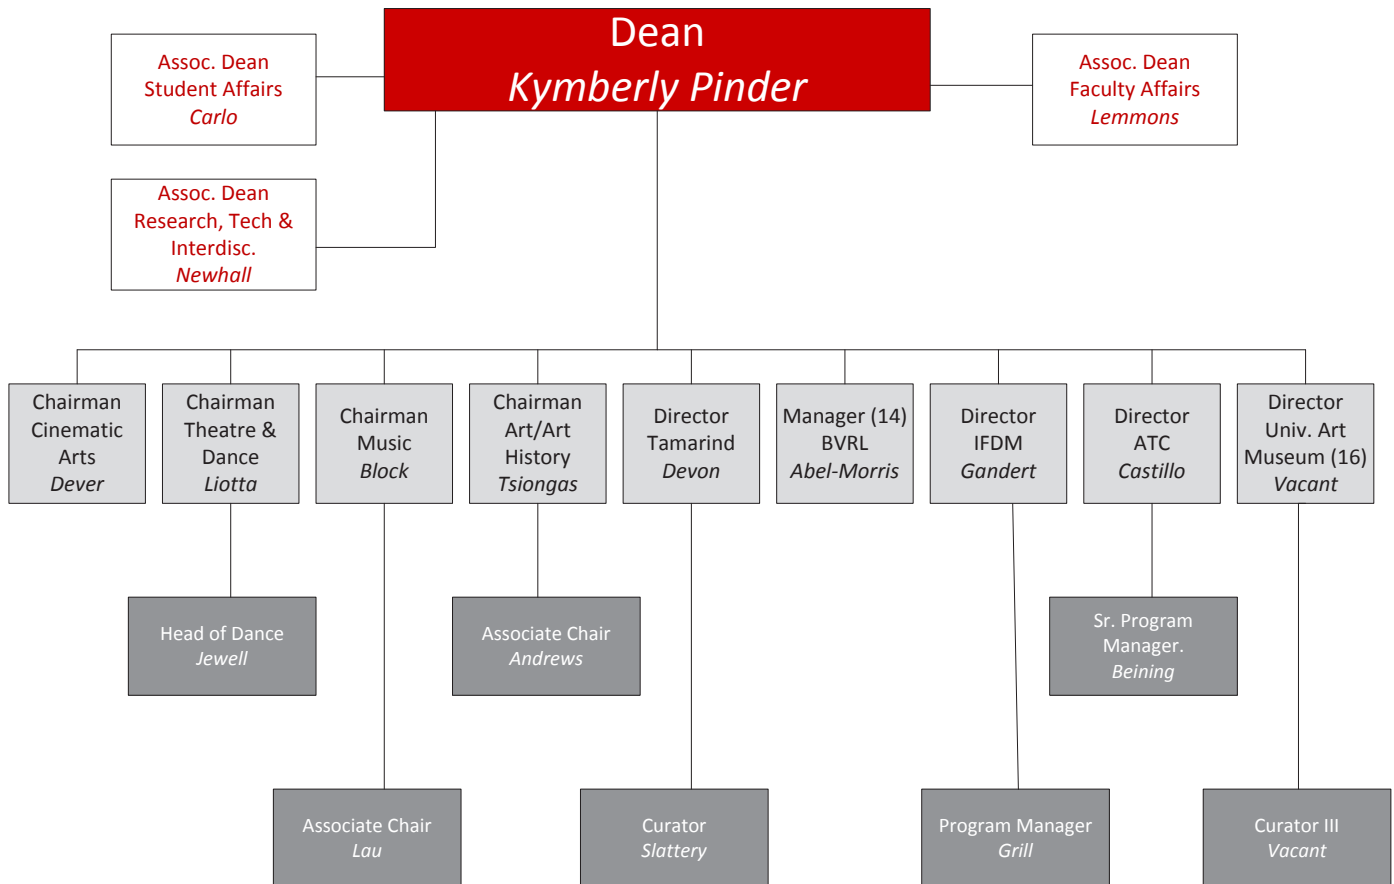 Dean
Kymberly Pinder
Assoc. Dean
Student Affairs
Carlo
Assoc. Dean
Faculty Affairs
Lemmons
Assoc. Dean
Research, Tech &
Interdisc.
Newhall
Chairman
Cinematic
Arts
Dever
Chairman
Theatre &
Dance
Liotta
Chairman
Music
Block
Chairman
Art/Art
History
Tsiongas
Director
Tamarind
Devon
Manager (14)
BVRL
Abel-Morris
Director
IFDM
Gandert
Director
ATC
Castillo
Director
Univ. Art
Museum (16)
Vacant
Head of Dance
Jewell
Associate Chair
Andrews
Sr. Program
Manager.
Beining
Associate Chair
Lau
Curator
Slattery
Program Manager
Grill
Curator III
Vacant